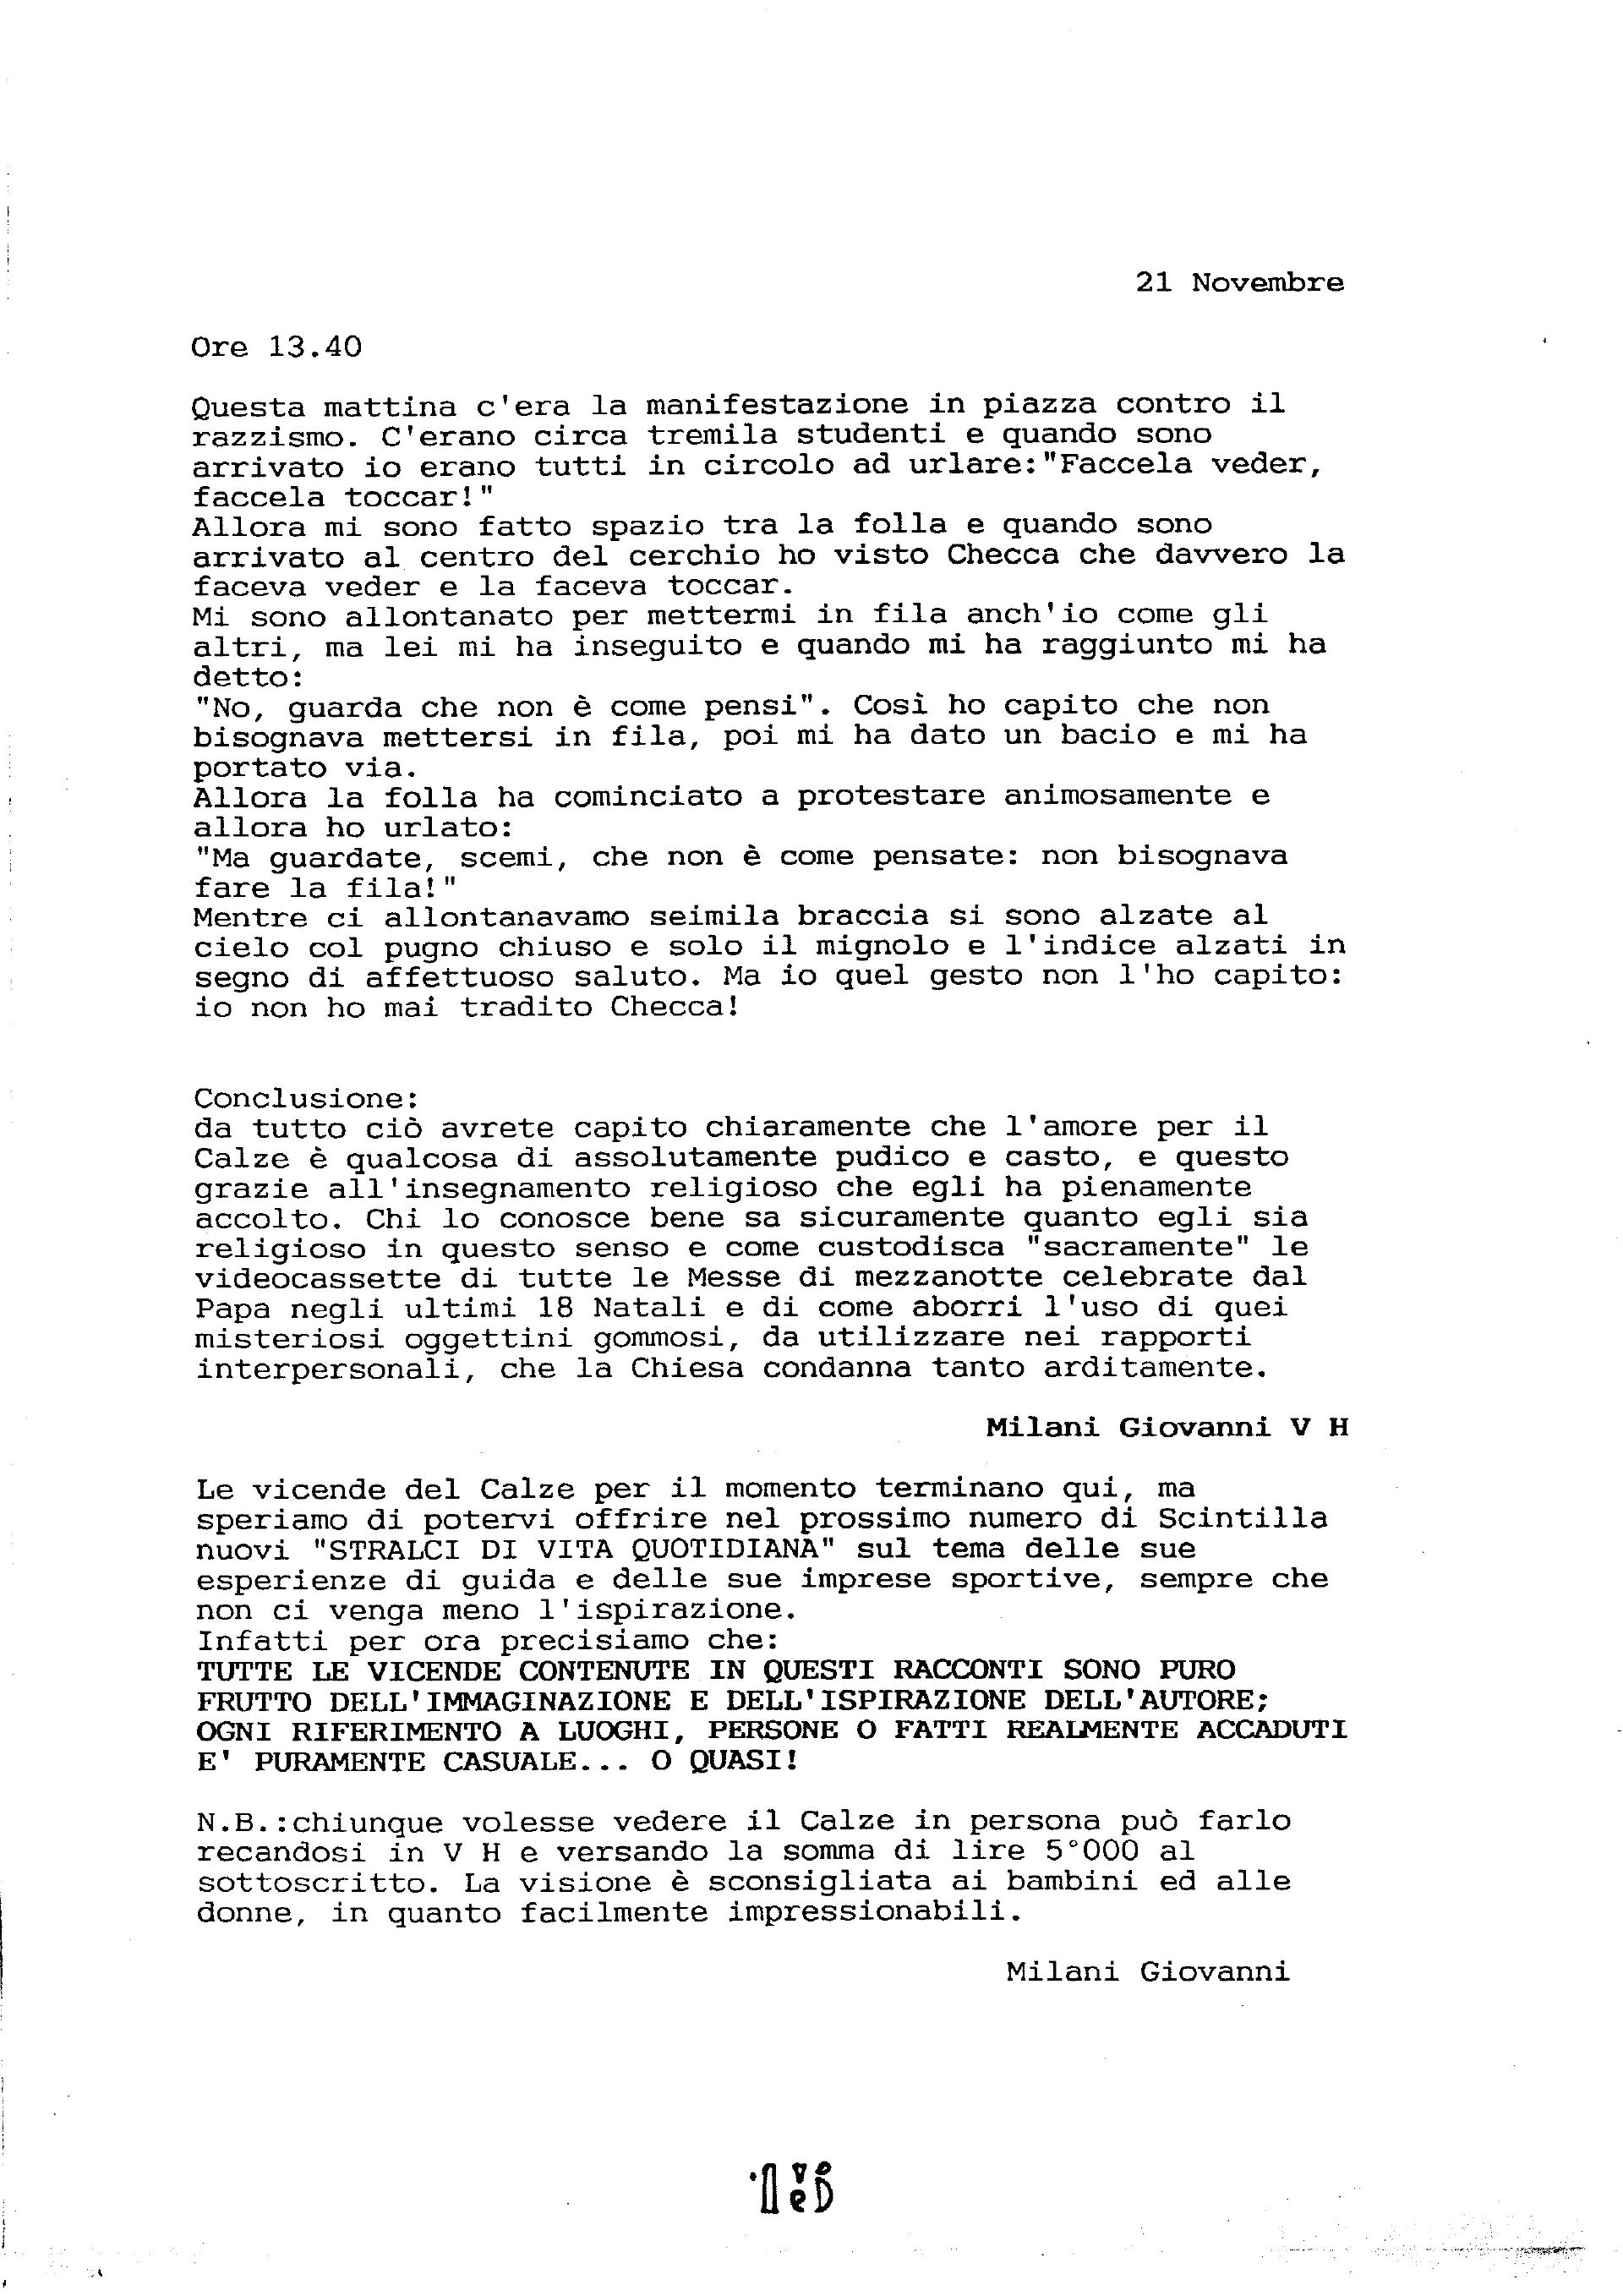 21 Novembre
Ore 13.40
Questa mattina c'era la manifestazione in piazza contro il
razzismo. C'erano circa tremila studenti e quando sono
arrivato io erano tutti in circolo ad urlare:"Faccela veder,
faccela toccar!"
Allora mi sono fatto spazio tra la folla e quando sono
arrivato al centro del cerchio ho visto Checca che davvero la
faceva veder e la faceva toccar.
Mi sono allontanato per mettermi in fila anch'io come gli
altri, ma lei mi ha inseguito e quando mi ha raggiunto mi ha
detto:
"No, guarda che non è come pensi". Così ho capito che non
bisognava mettersi in fila, poi mi ha dato un bacio e mi ha
portato via.
Allora la folla ha cominciato a protestare animosamente e
allora ho urlato:
"Ma guardate, scemi, che non è come pensate: non bisognava
fare la fila!"
Mentre ci allontanavamo seimila braccia si sono alzate al
cielo col pugno chiuso e solo il mignolo e l'indice alzati in
segno di affettuoso saluto. Ma io quel gesto non l'ho capito:
io non ho mai tradito Checca!
Conclusione:
da tutto ciò avrete capito chiaramente che l'amore per il
Calze è qualcosa di assolutamente pudico e casto, e questo
grazie all'insegnamento religioso che egli ha pienamente
accolto. Chi lo conosce bene sa sicuramente quanto egli sia
religioso in questo senso e come custodisca "sacramente" le
videocassette di tutte le Messe di mezzanotte celebrate dal
Papa negli ultimi 18 Natali e di come aborri l'uso di quei
misteriosi oggettini gommosi, da utilizzare nei rapporti
interpersonali, che la Chiesa condanna tanto arditamente.
Milani Giovanni V H
Le vicende del Calze per il momento terminano qui, ma
speriamo di potervi offrire nel prossimo numero di Scintilla
nuovi "STRALCI DI VITA QUOTIDIANA" sul tema delle sue
esperienze di guida e delle sue imprese sportive, sempre che
non ci venga meno l'ispirazione.
Infatti per ora precisiamo che:
TUTTE LE VICENDE CONTENUTE IN QUESTI RACCONTI SONO PURO
FRUTTO DELL'IMMAGINAZIONE E DELL'ISPIRAZIONE DELL'AUTORE;
OGNI RIFERIMENTO A LUOGHI, PERSONE O FATTI REALMENTE ACCADUTI
E' PURAMENTE CASUALE... O QUASI!
N.B.:chiunque volesse vedere il Calze in persona può farlo
recandosi in V H e versando la somma di lire 5°000 al
sottoscritto. La visione è sconsigliata ai bambini ed alle
donne, in quanto facilmente impressionabili.
Milani Giovanni